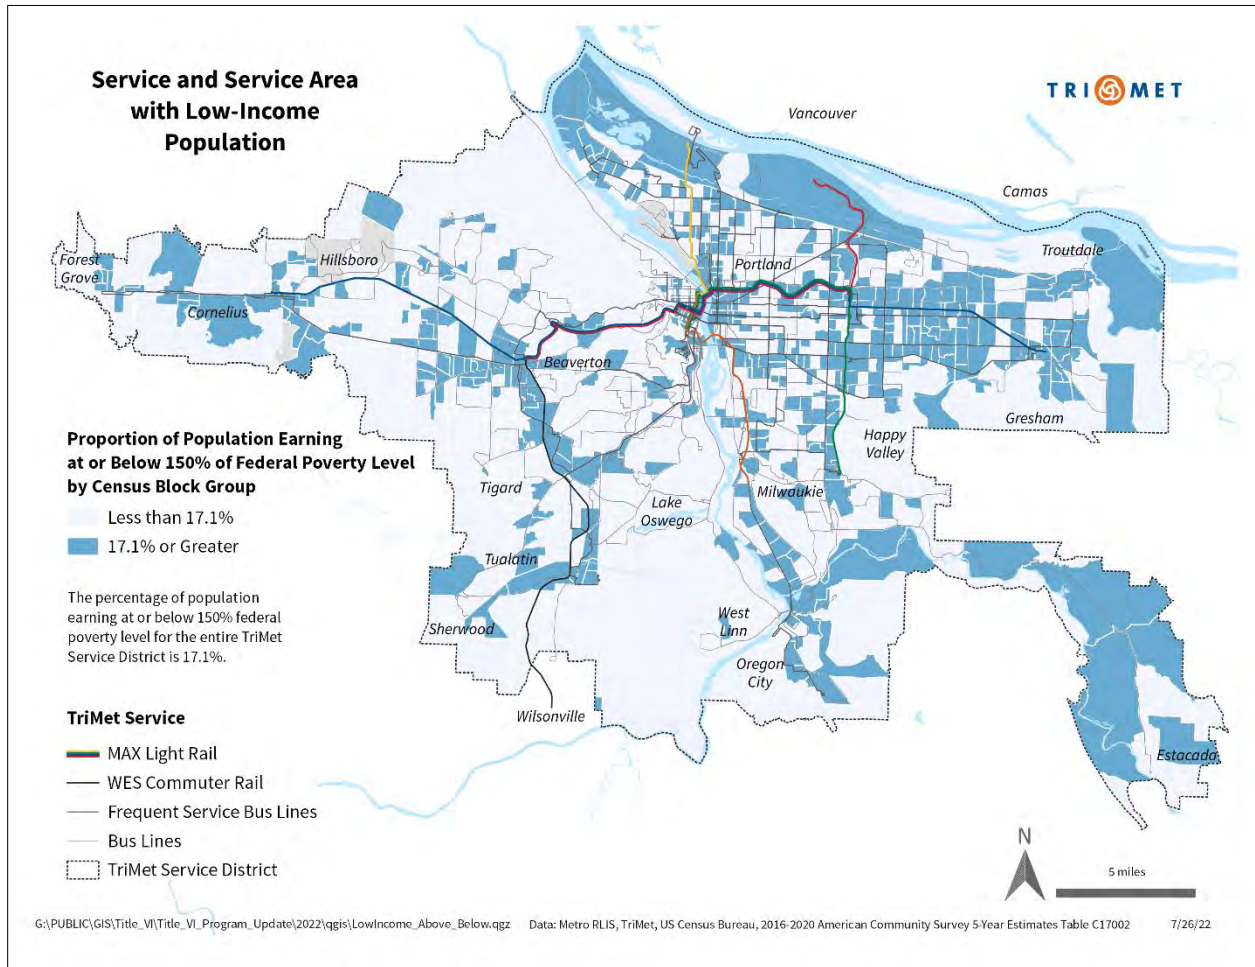 Service and Service Area
with Low-Income
Population
TRIMET
Vancouver
Camas
Troutdale
Portland
Forest
Grove
Hillsboro
Cornelius
Beaverton
Gresham
Happy
Valley
Proportion of Population Earning
at or Below 150% of Federal Poverty Level
by Census Block Group
Less than 17.1%
17.1% or Greater
Tigard
Lake
Oswego
Milwaukie
Tualatin
The percentage of population
earning at or below 150% federal
poverty level for the entire TriMet
Service District is 17.1%.
Sherwood
West
Linn
Oregon
City
Wilsonville
Estacada
TriMet Service
MAX Light Rail
WES Commuter Rail
Frequent Service Bus Lines
Bus Lines
TriMet Service District
N
5 miles
G:\PUBLIC\GIS\Title_VI\Title_VI_Program_Update\2022\qgis\LowIncome_Above_Below.qgz
Data: Metro RLIS, TriMet, US Census Bureau, 2016-2020 American Community Survey 5-Year Estimates Table C17002
7/26/22